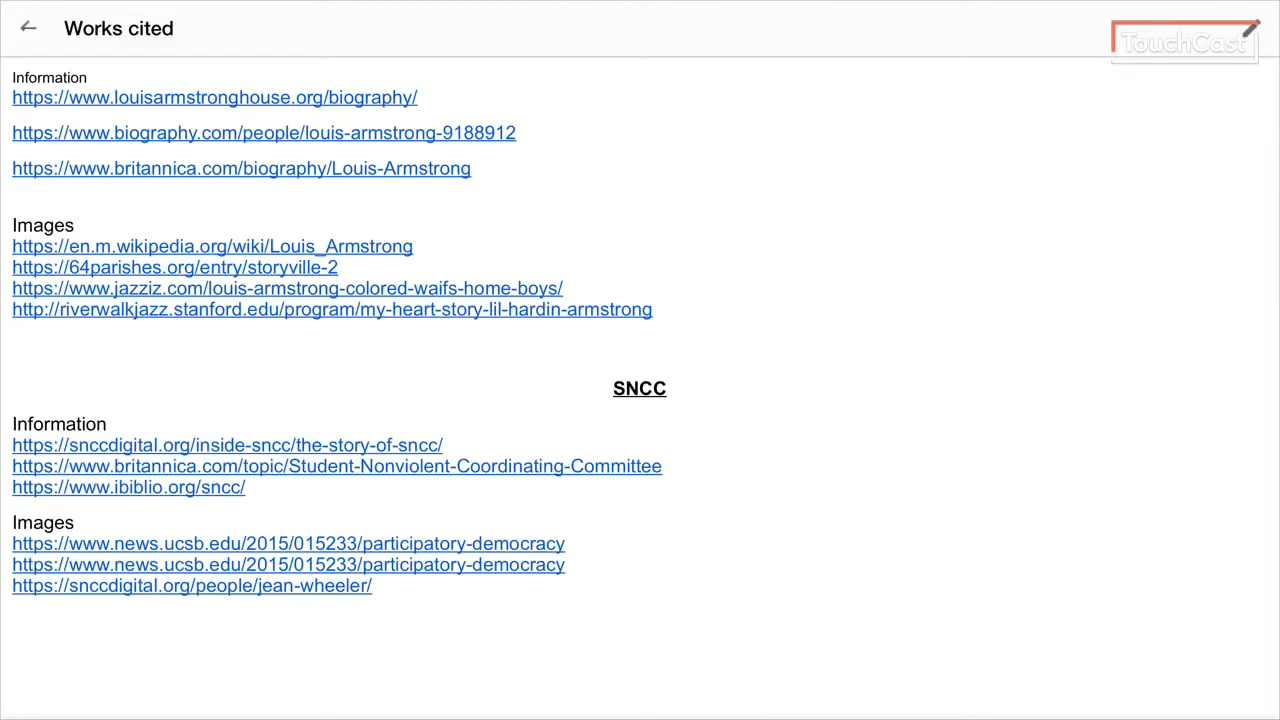 Works cited
TouchCast
Information
https://www.louisarmstronghouse.org/biography/
https://www.biography.com/people/louis-armstrong-9188912
https://www.britannica.com/biography/Louis-Armstrong
Images
https://en.m.wikipedia.org/wiki/Louis_Armstrong
https://64parishes.org/entry/storyville-2
https://www.jazziz.com/louis-armstrong-colored-waifs-home-boys/
http://riverwalkjazz.stanford.edu/program/my-heart-story-lil-hardin-armstrong
SNCC
Information
https://snccdigital.org/inside-sncc/the-story-of-sncc/
https://www.britannica.com/topic/Student-Nonviolent-Coordinating-Committee
https://www.ibiblio.org/sncc/
Images
https://www.news.ucsb.edu/2015/015233/participatory-democracy
https://www.news.ucsb.edu/2015/015233/participatory-democracy
https://snccdigital.org/people/jean-wheeler/